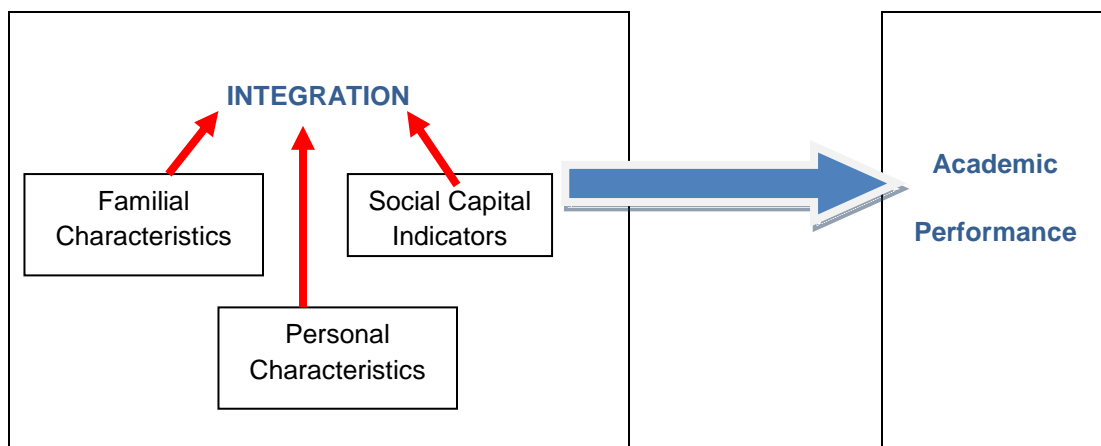 INTEGRATION
Familial
Characteristics
Social Capital
Indicators
Personal
Characteristics
Academic
Performance